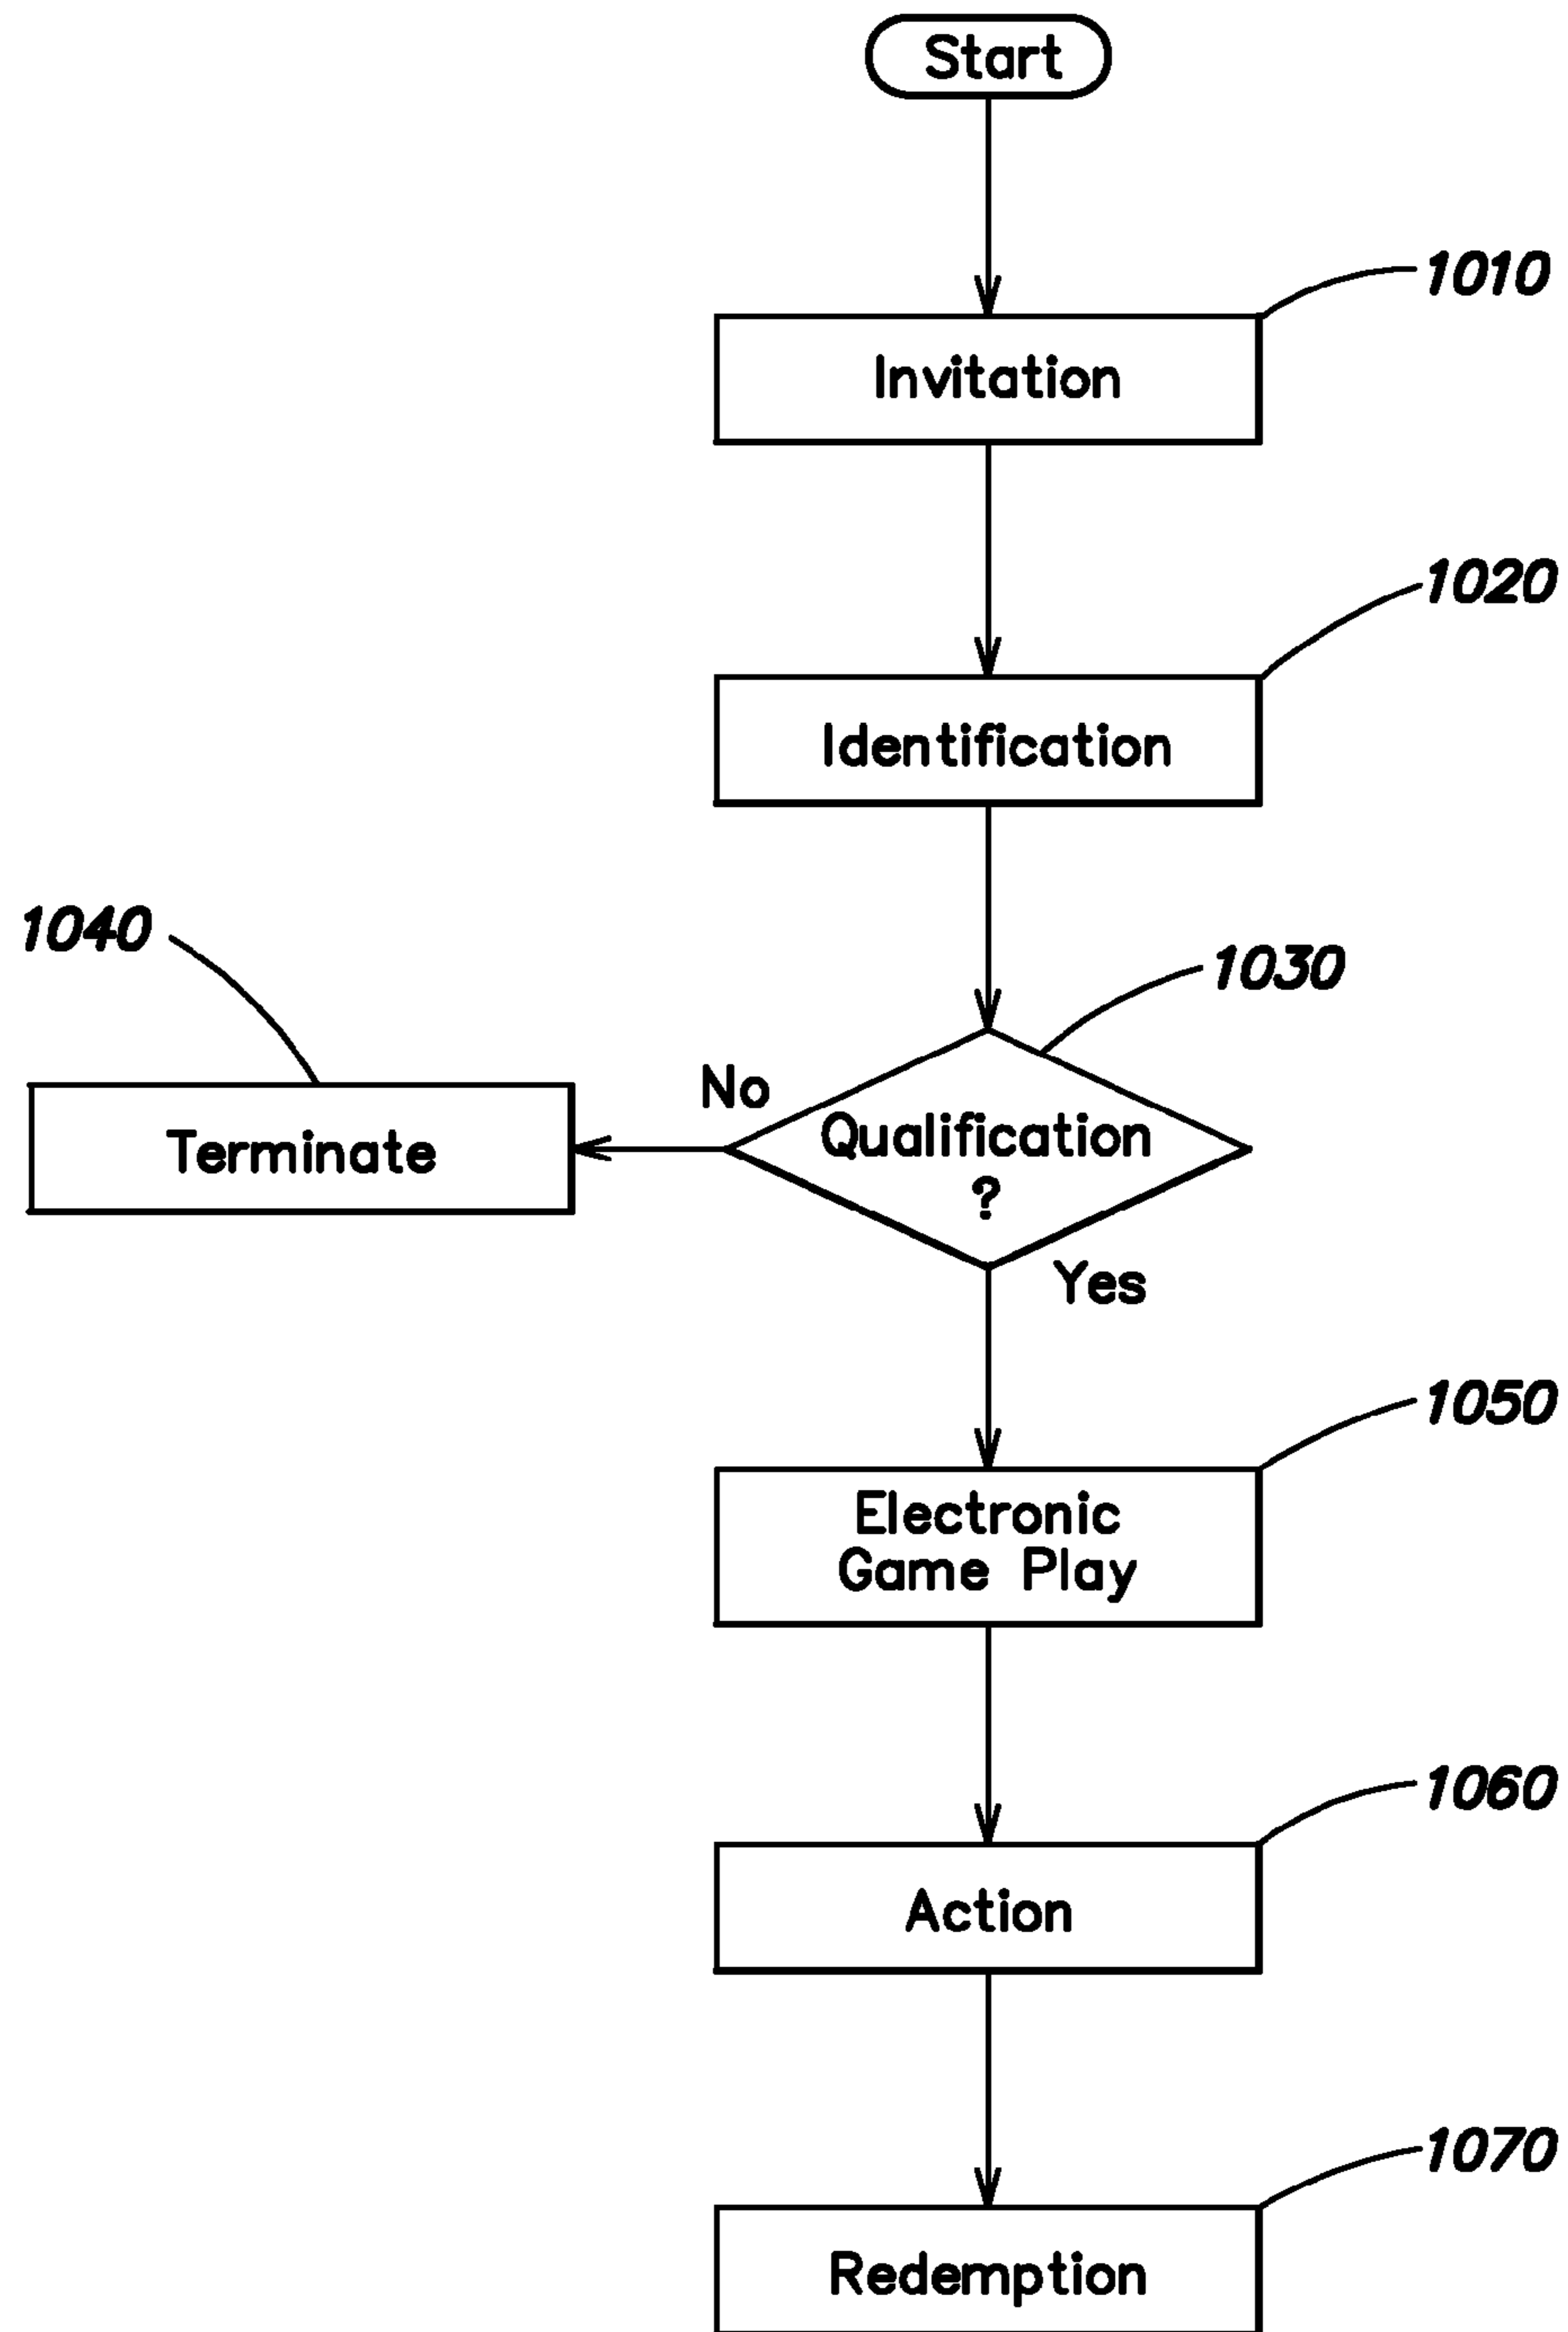 Start
1010
Invitation
1020
Identification
1040
1030
No
Qualification
?
Terminate
Yes
1050
Electronic
Game Play
1060
Action
1070
Redemption